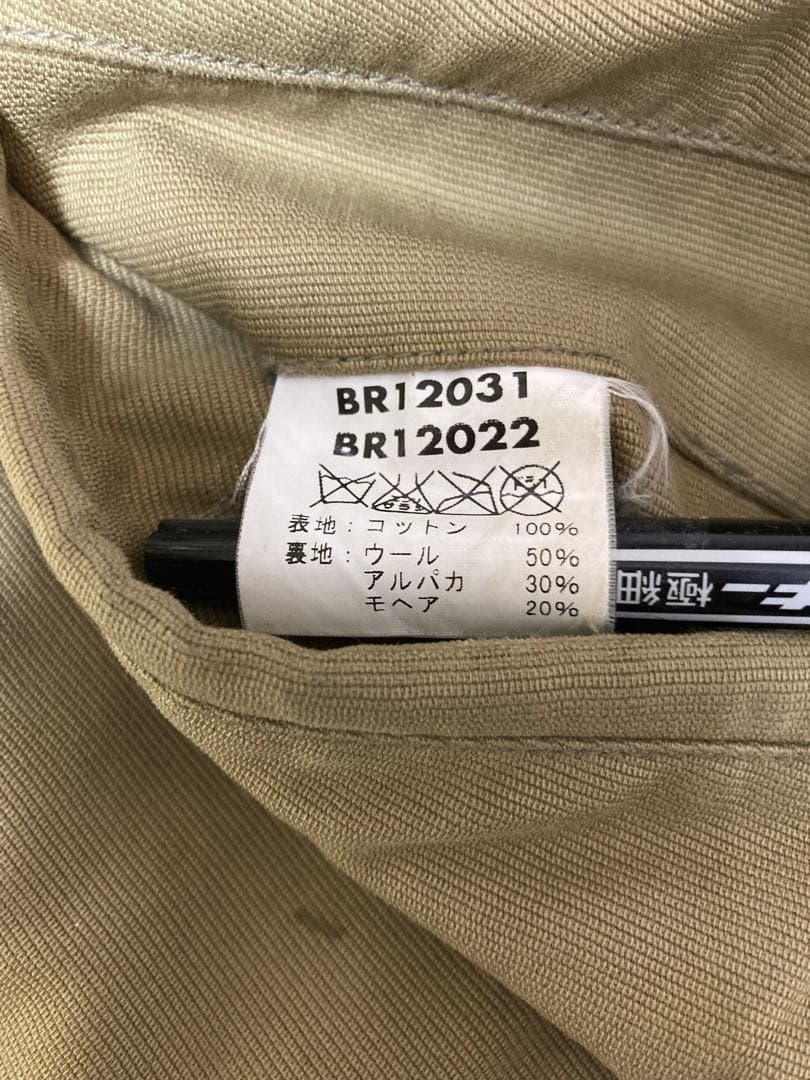 BR12031
BR12022
表地：コットン 100%
裏地：ウール 50%
アルパカ 30%
モヘア 20%
極細